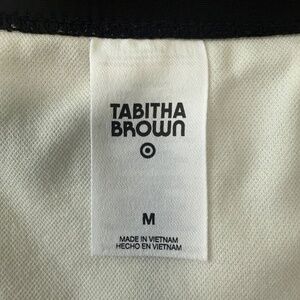 TABITHA
BROWN
M
MADE IN VIETNAM
HECHO EN VIETNAM